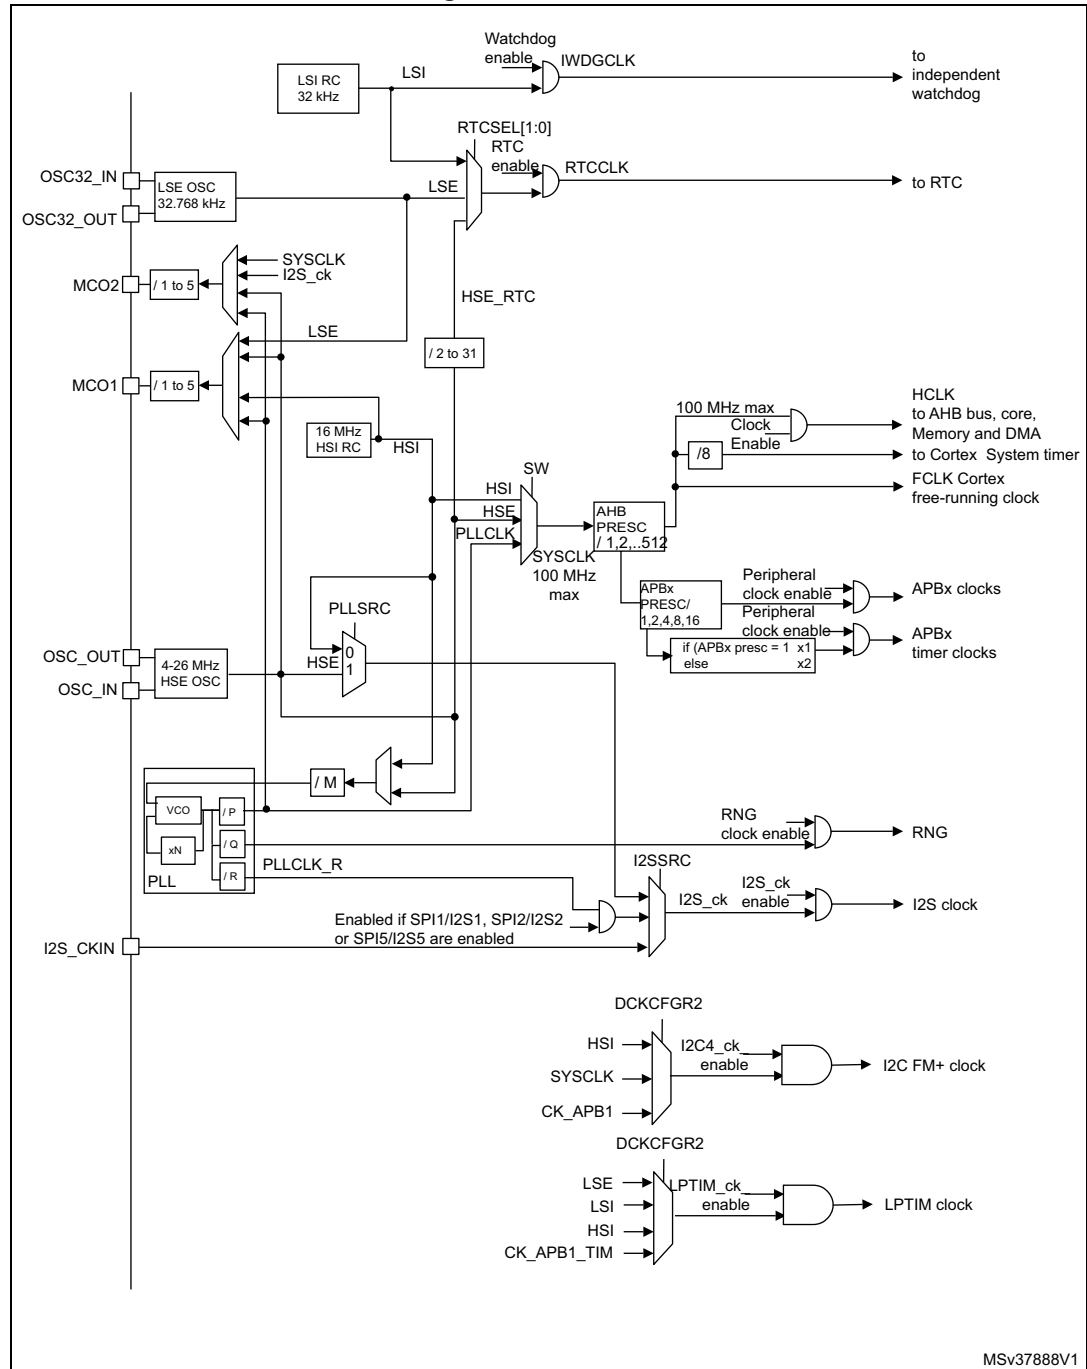 Watchdog
enable
IWDGCLK
to
independent
watchdog
LSI RC
32 kHz
LSI
RTCSEL[1:0]
RTC
enable
RTCCLK
to RTC
OSC32_IN
LSE OSC
32.768 kHz
LSE
OSC32_OUT
SYSCLK
I2S_ck
MCO2
/ 1 to 5
HSE_RTC
LSE
/ 2 to 31
MCO1
/ 1 to 5
16 MHz
HSI RC
HSI
100 MHz max
Clock
Enable
HCLK
to AHB bus, core,
Memory and DMA
/8
to Cortex System timer
FCLK Cortex
free-running clock
SW
HSI
HSE
PLLCLK
SYSCLK
100 MHz
max
AHB
PRESC
/ 1,2,..512
APBx
PRESC/
1,2,4,8,16
Peripheral
clock enable
APBx clocks
Peripheral
clock enable
if (APBx presc = 1 x1
else x2
APBx
timer clocks
PLLSRC
0
1
HSE
OSC_OUT
4-26 MHz
HSE OSC
OSC_IN
/ M
VCO
/ P
xN
/ Q
/ R
PLL
PLLCLK_R
RNG
clock enable
RNG
I2SSRC
I2S_ck
I2S_ck
enable
I2S clock
Enabled if SPI1/I2S1, SPI2/I2S2
or SPI5/I2S5 are enabled
I2S_CKIN
DCKCFGR2
HSI
SYSCLK
CK_APB1
I2C4_ck_
enable
I2C FM+ clock
DCKCFGR2
LSE
LSI
HSI
CK_APB1_TIM
LPTIM_ck_
enable
LPTIM clock
MSv37888V1